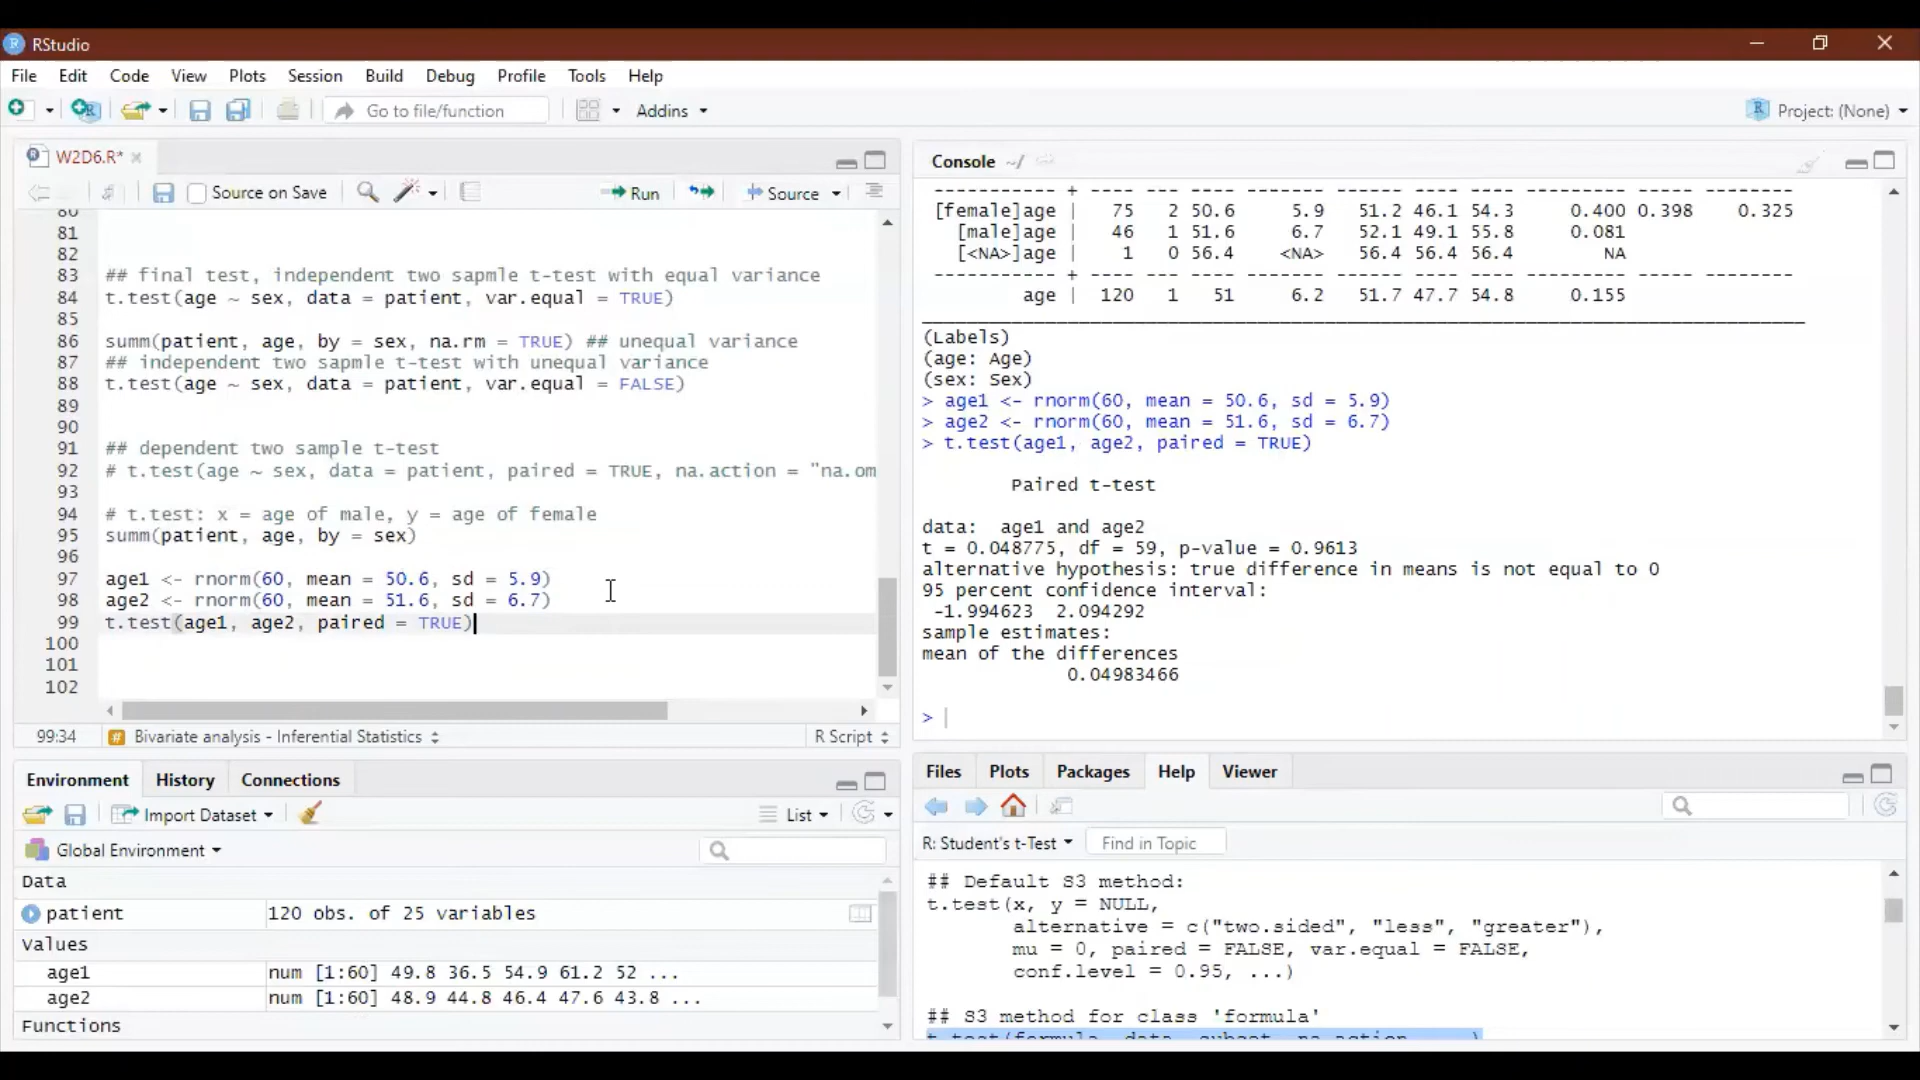 RStudio
File Edit Code View Plots Session Build Debug Profile Tools Help
Go to file/function Addins Project: (None)
W2D6.R*
Source on Save Run Source
80
81
82
83 ## final test, independent two sapmle t-test with equal variance
84 t.test(age ~ sex, data = patient, var.equal = TRUE)
85
86 summ(patient, age, by = sex, na.rm = TRUE) ## unequal variance
87 ## independent two sapmle t-test with unequal variance
88 t.test(age ~ sex, data = patient, var.equal = FALSE)
89
90
91 ## dependent two sample t-test
92 # t.test(age ~ sex, data = patient, paired = TRUE, na.action = "na.om
93
94 # t.test: x = age of male, y = age of female
95 summ(patient, age, by = sex)
96
97 age1 <- rnorm(60, mean = 50.6, sd = 5.9)
98 age2 <- rnorm(60, mean = 51.6, sd = 6.7)
99 t.test(age1, age2, paired = TRUE)
100
101
102
99:34 Bivariate analysis - Inferential Statistics R Script
Console ~/
----------- + ---- --- ---- ------- ------ ---- ---- --------- ----- --------
[female]age | 75 2 50.6 5.9 51.2 46.1 54.3 0.400 0.398 0.325
[male]age | 46 1 51.6 6.7 52.1 49.1 55.8 0.081
[<NA>]age | 1 0 56.4 <NA> 56.4 56.4 56.4 NA
----------- + ---- --- ---- ------- ------ ---- ---- --------- ----- --------
age | 120 1 51 6.2 51.7 47.7 54.8 0.155
(Labels)
(age: Age)
(sex: Sex)
> age1 <- rnorm(60, mean = 50.6, sd = 5.9)
> age2 <- rnorm(60, mean = 51.6, sd = 6.7)
> t.test(age1, age2, paired = TRUE)
Paired t-test
data: age1 and age2
t = 0.048775, df = 59, p-value = 0.9613
alternative hypothesis: true difference in means is not equal to 0
95 percent confidence interval:
-1.994623 2.094292
sample estimates:
mean of the differences
0.04983466
>
Environment History Connections
Import Dataset List
Global Environment
Data
patient 120 obs. of 25 variables
Values
age1 num [1:60] 49.8 36.5 54.9 61.2 52 ...
age2 num [1:60] 48.9 44.8 46.4 47.6 43.8 ...
Functions
Files Plots Packages Help Viewer
R: Student's t-Test Find in Topic
## Default S3 method:
t.test(x, y = NULL,
alternative = c("two.sided", "less", "greater"),
mu = 0, paired = FALSE, var.equal = FALSE,
conf.level = 0.95, ...)
## S3 method for class 'formula'
t.test(formula, data, subset, na.action, ...)